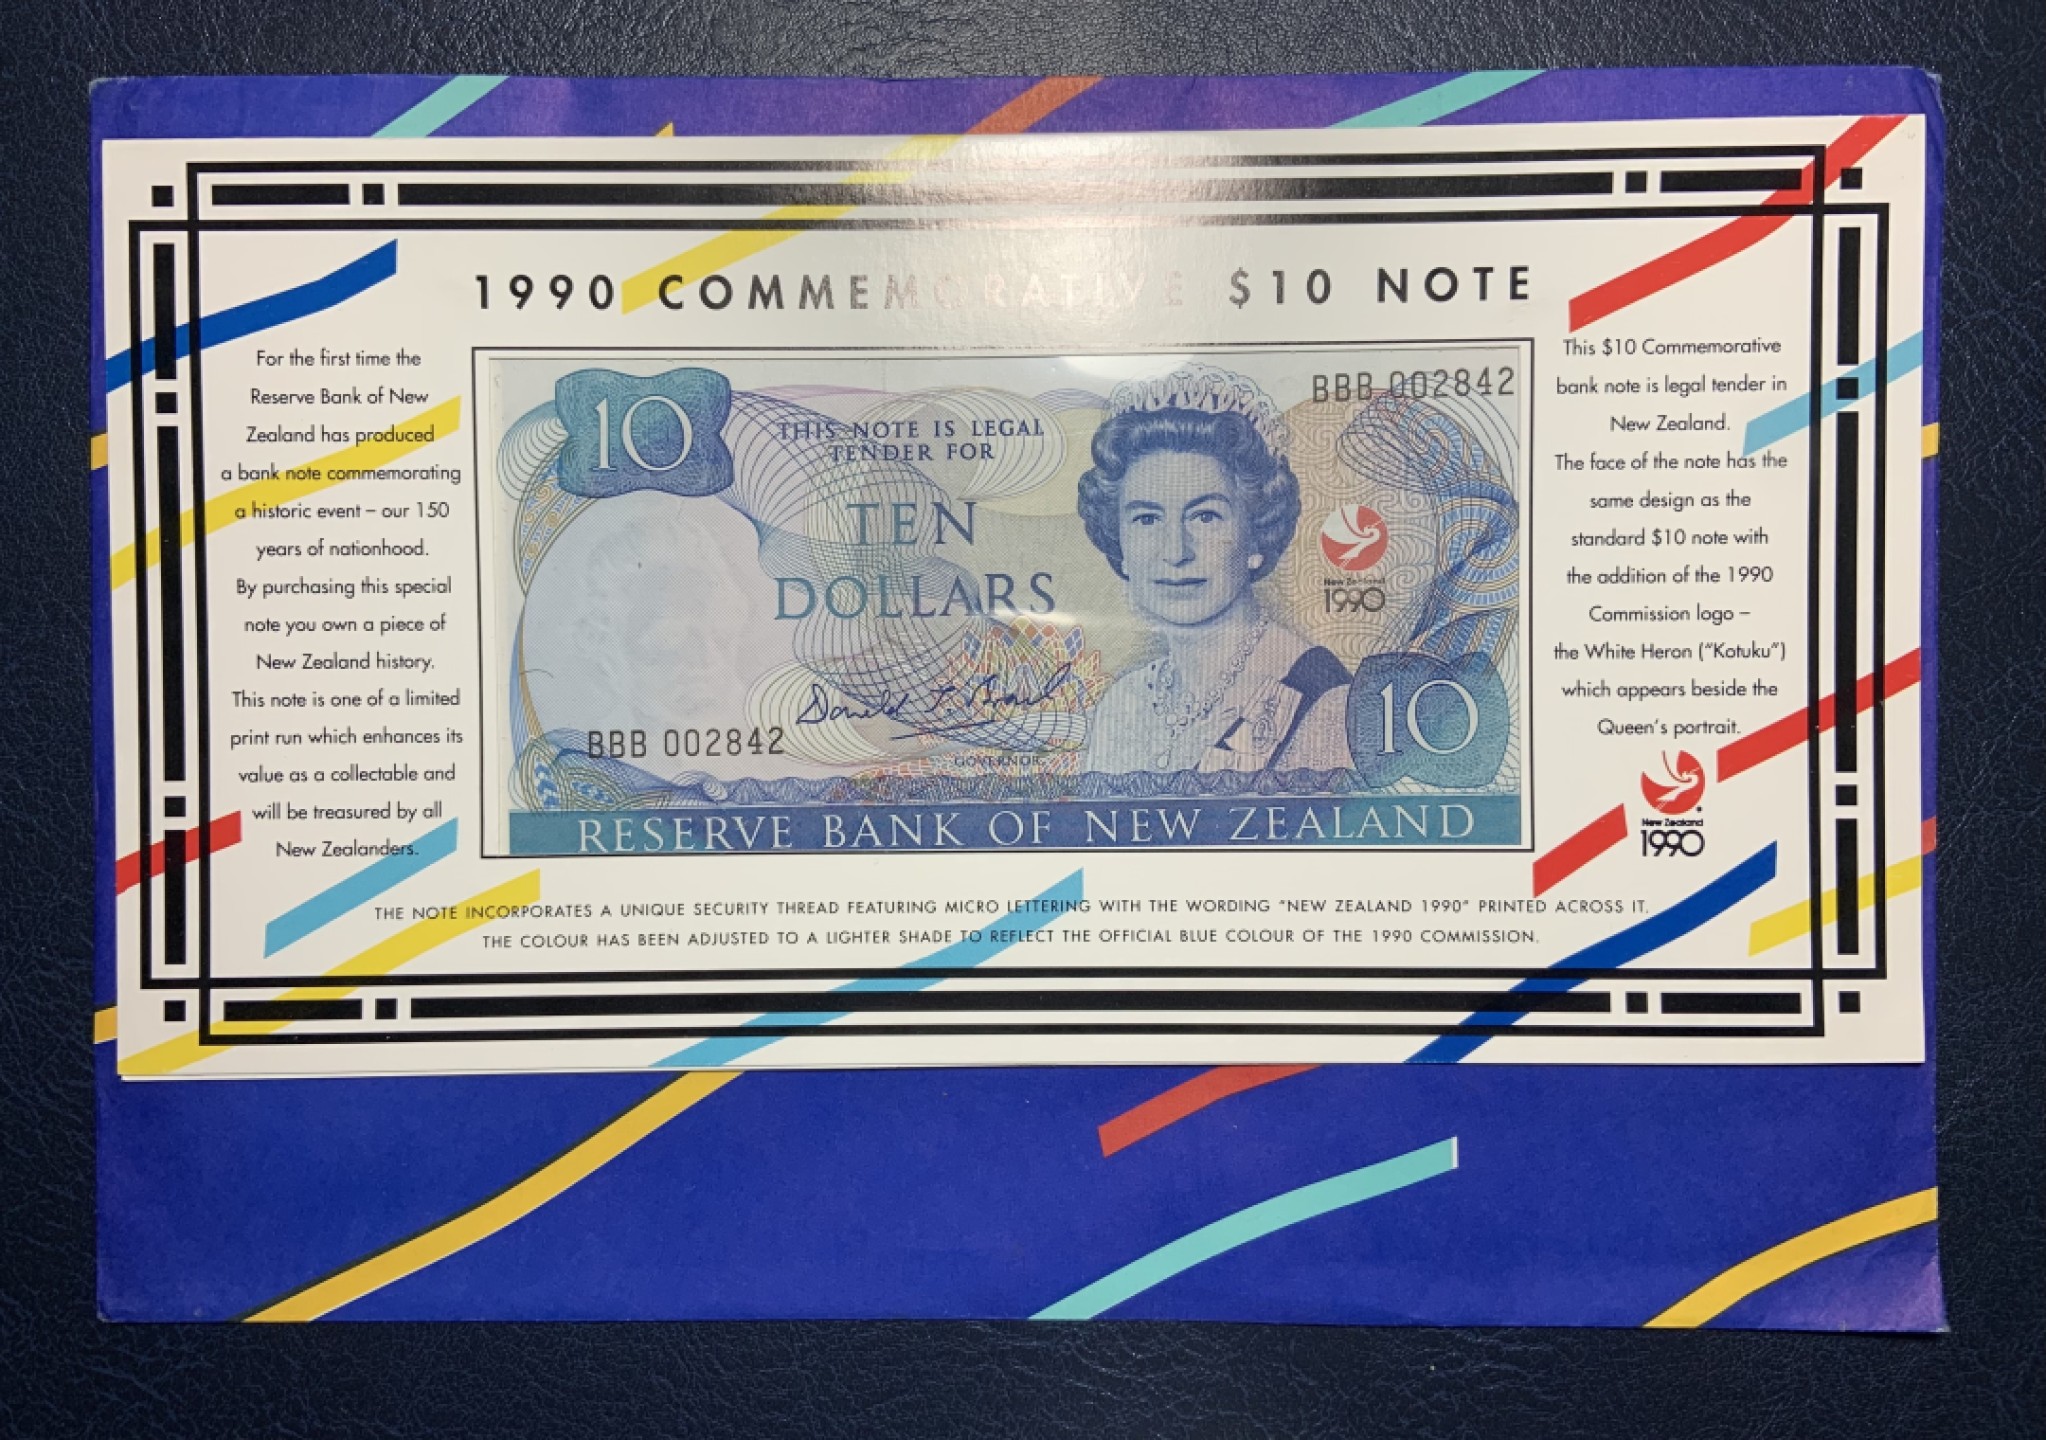 1990 COMMEMORATIVE $10 NOTE
For the first time the
Reserve Bank of New
Zealand has produced
a bank note commemorating
a historic event – our 150
years of nationhood.
By purchasing this special
note you own a piece of
New Zealand history.
This note is one of a limited
print run which enhances its
value as a collectable and
will be treasured by all
New Zealanders.
10
BBB 002842
THIS NOTE IS LEGAL
TENDER FOR
TEN
DOLLARS
New Zealand
1990
Donald T. Brash
BBB 002842
GOVERNOR
10
RESERVE BANK OF NEW ZEALAND
This $10 Commemorative
bank note is legal tender in
New Zealand.
The face of the note has the
same design as the
standard $10 note with
the addition of the 1990
Commission logo –
the White Heron ("Kotuku")
which appears beside the
Queen's portrait.
New Zealand
1990
THE NOTE INCORPORATES A UNIQUE SECURITY THREAD FEATURING MICRO LETTERING WITH THE WORDING "NEW ZEALAND 1990" PRINTED ACROSS IT.
THE COLOUR HAS BEEN ADJUSTED TO A LIGHTER SHADE TO REFLECT THE OFFICIAL BLUE COLOUR OF THE 1990 COMMISSION.